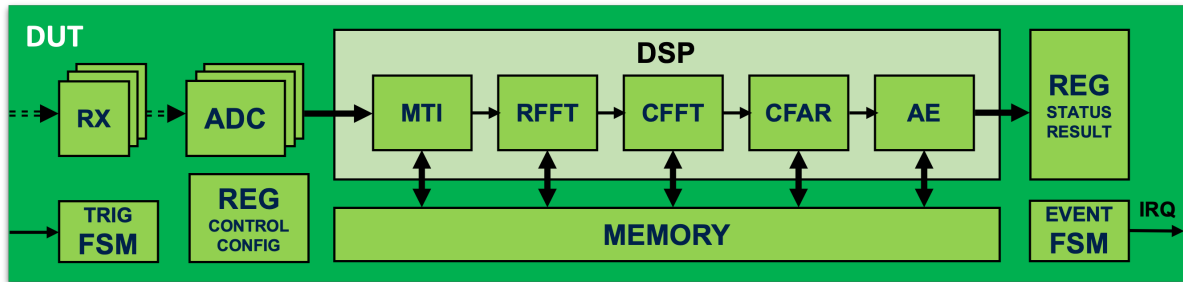 DUT
RX
ADC
DSP
MTI
RFFT
CFFT
CFAR
AE
REG
STATUS
RESULT
TRIG
FSM
REG
CONTROL
CONFIG
MEMORY
EVENT
FSM
IRQ